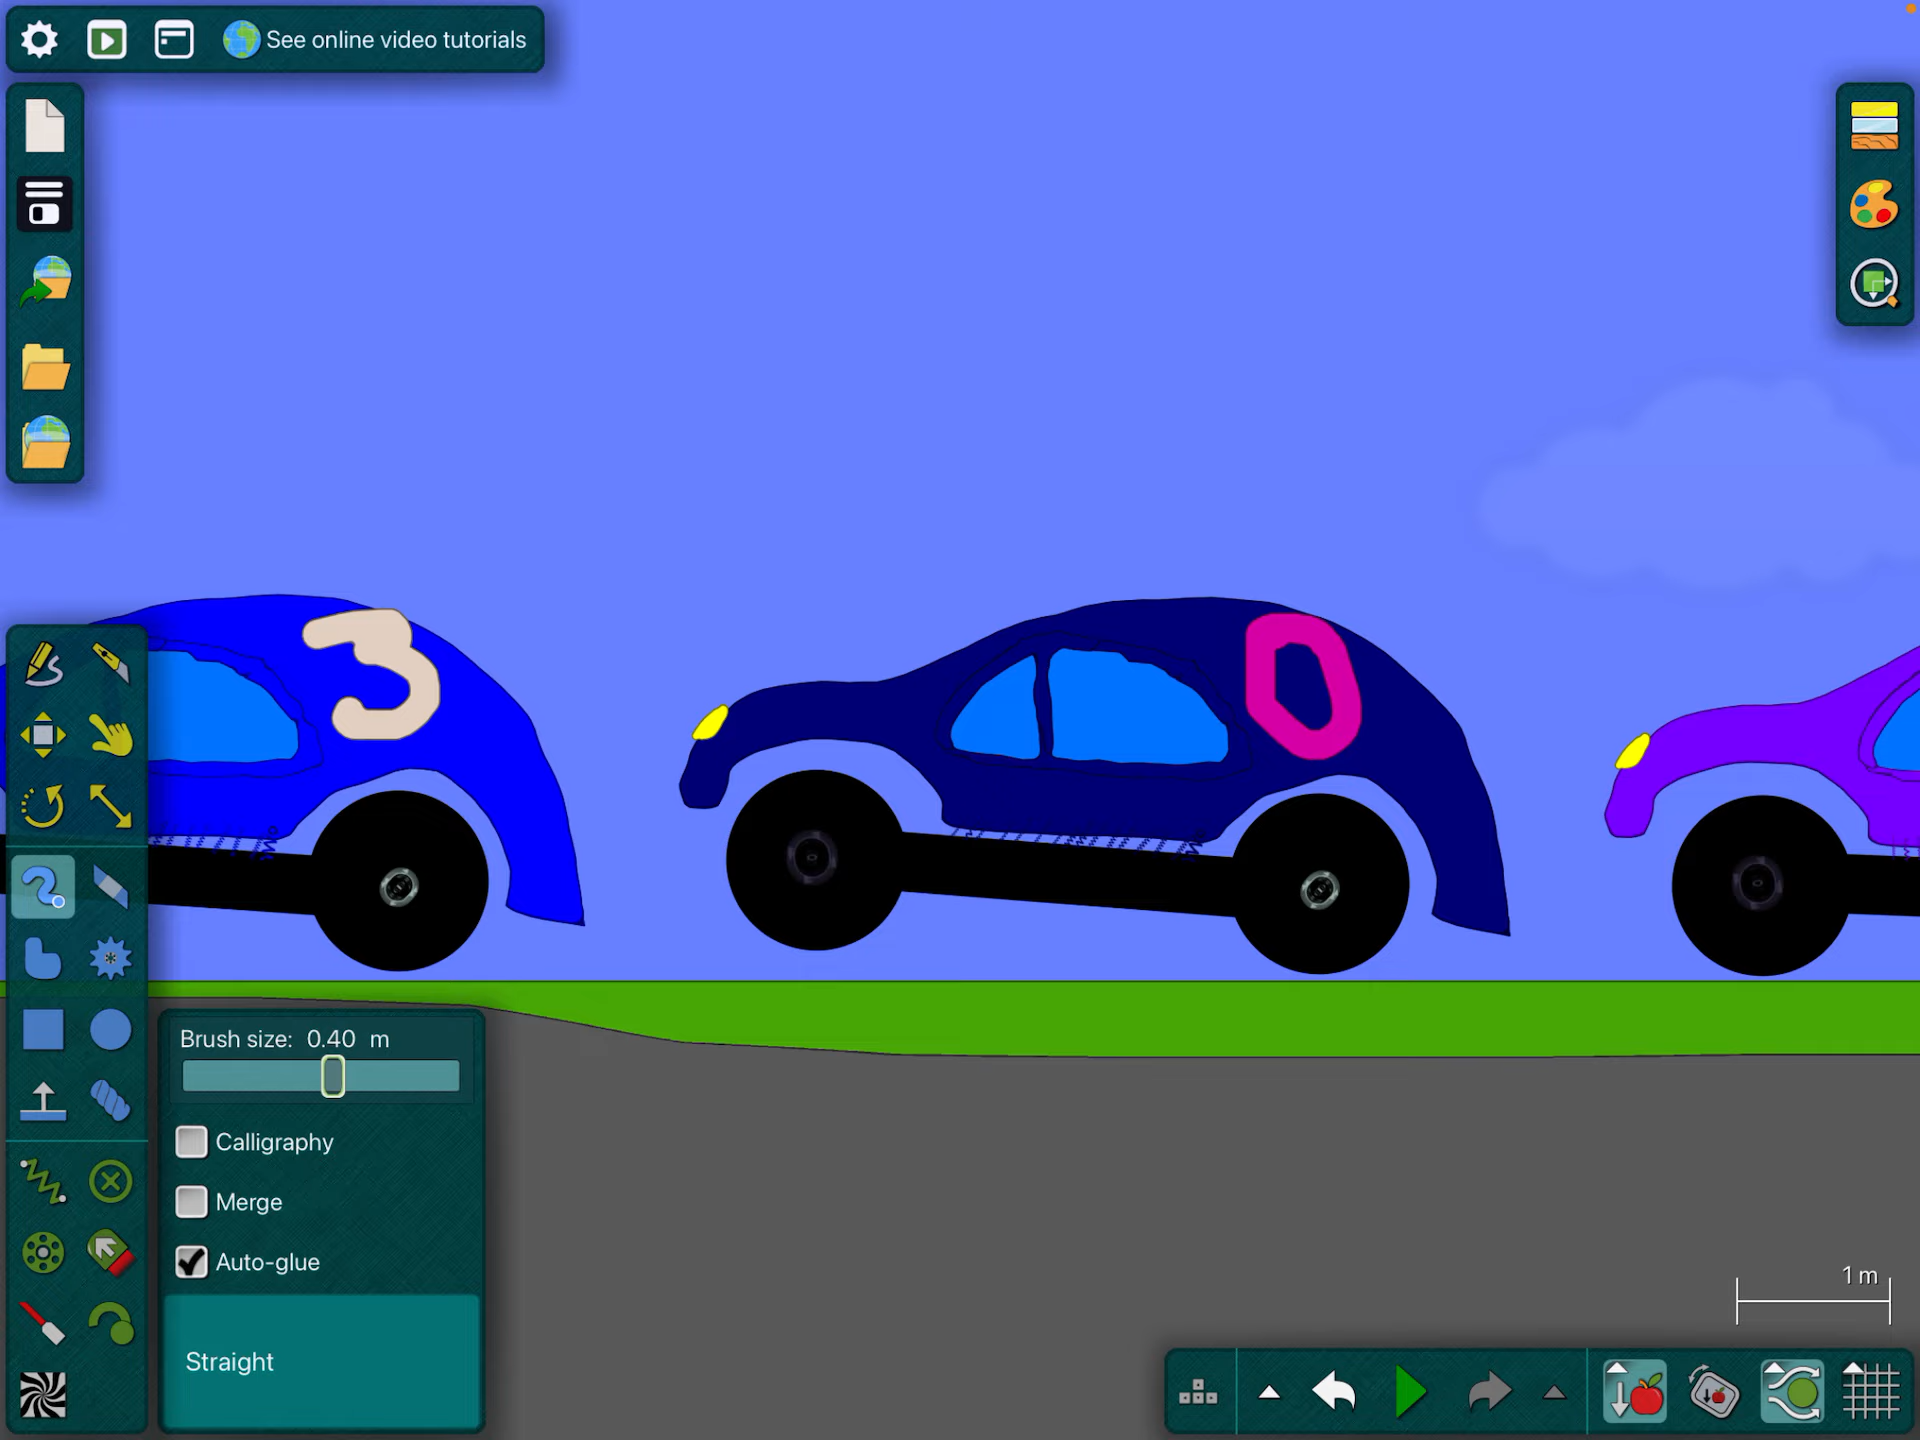 See online video tutorials
3
0
Brush size: 0.40 m
Calligraphy
Merge
Auto-glue
Straight
1 m